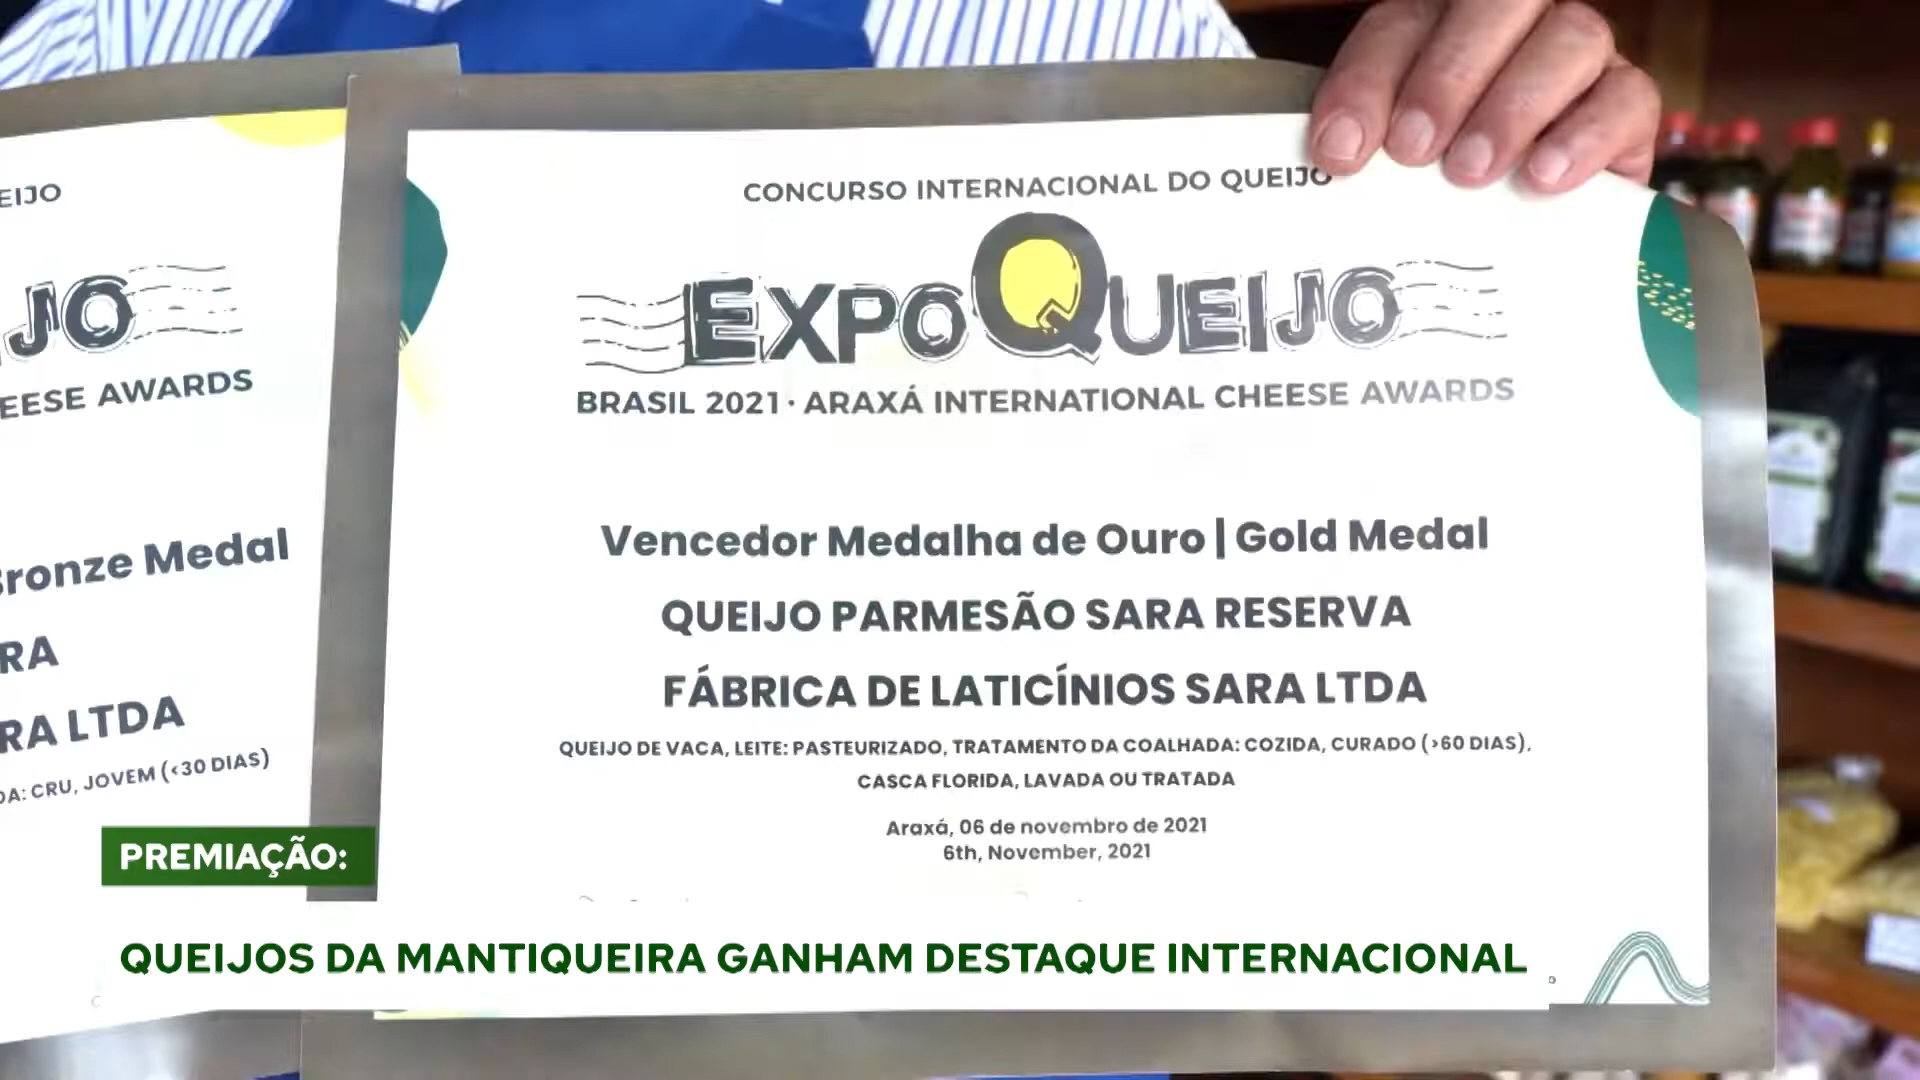 EIJO
JO
EESE AWARDS
Bronze Medal
RA
RA LTDA
DA: CRU, JOVEM (<30 DIAS)
CONCURSO INTERNACIONAL DO QUEIJO
EXPOQUEIJO
BRASIL 2021 · ARAXÁ INTERNATIONAL CHEESE AWARDS
Vencedor Medalha de Ouro | Gold Medal
QUEIJO PARMESÃO SARA RESERVA
FÁBRICA DE LATICÍNIOS SARA LTDA
QUEIJO DE VACA, LEITE: PASTEURIZADO, TRATAMENTO DA COALHADA: COZIDA, CURADO (>60 DIAS),
CASCA FLORIDA, LAVADA OU TRATADA
Araxá, 06 de novembro de 2021
6th, November, 2021
PREMIAÇÃO:
QUEIJOS DA MANTIQUEIRA GANHAM DESTAQUE INTERNACIONAL